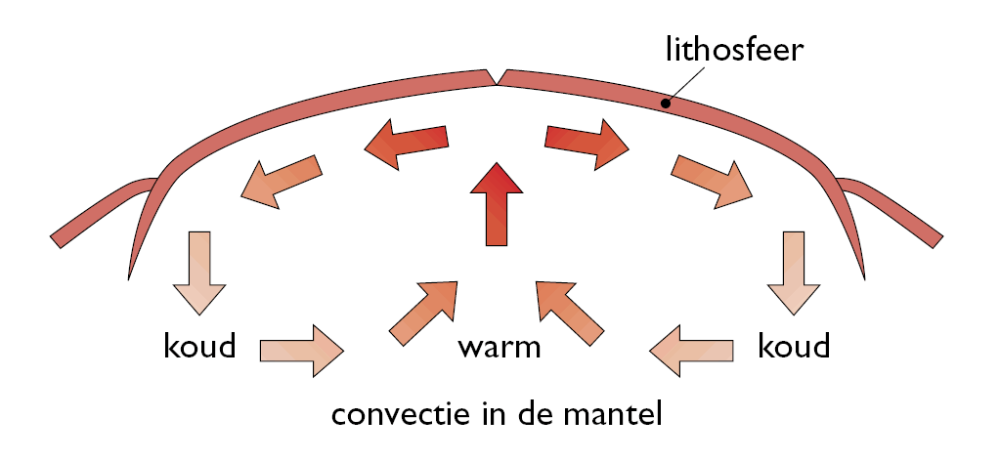 lithosfeer
koud
warm
koud
convectie in de mantel